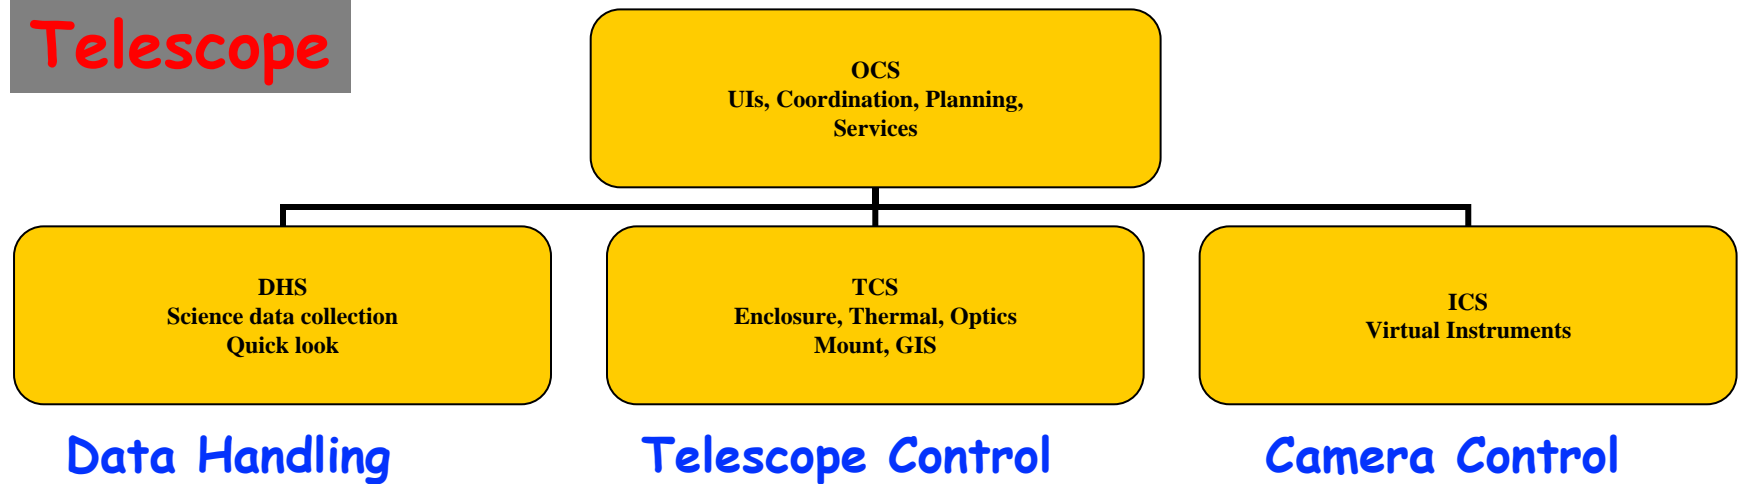 Telescope
OCS
UIs, Coordination, Planning,
Services
DHS
Science data collection
Quick look
TCS
Enclosure, Thermal, Optics
Mount, GIS
ICS
Virtual Instruments
Data Handling
Telescope Control
Camera Control